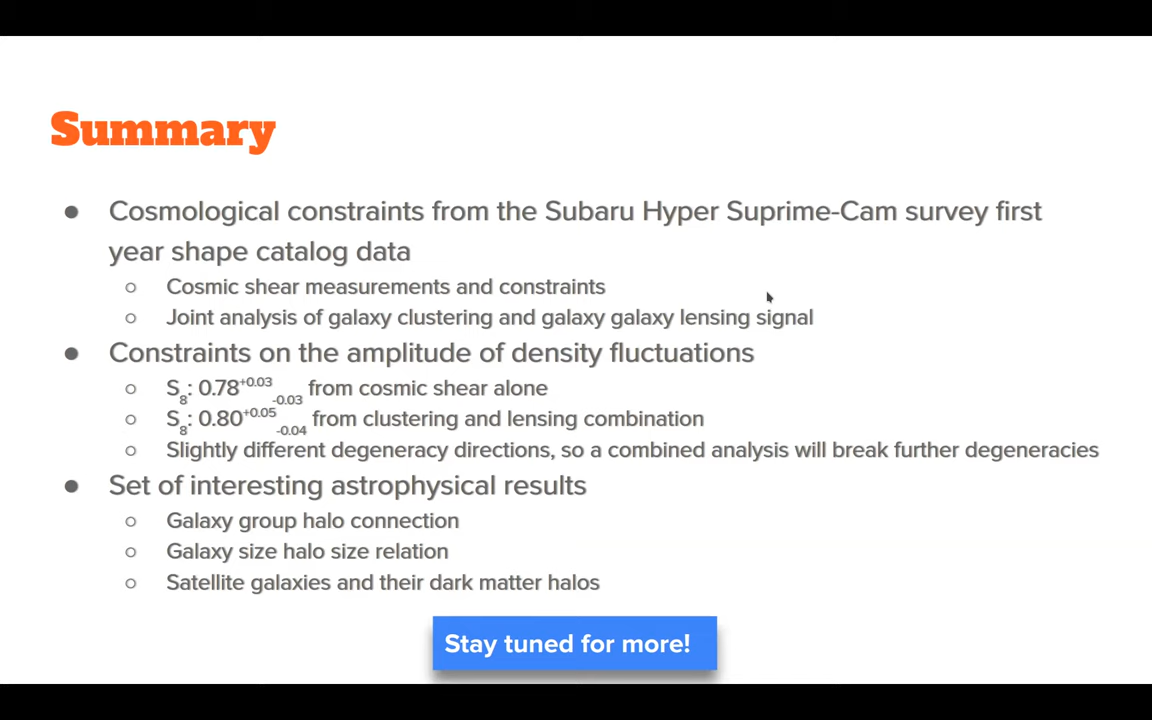 Summary
● Cosmological constraints from the Subaru Hyper Suprime-Cam survey first
year shape catalog data
○ Cosmic shear measurements and constraints
○ Joint analysis of galaxy clustering and galaxy galaxy lensing signal
● Constraints on the amplitude of density fluctuations
○ S₈: 0.78⁺⁰·⁰³₋₀.₀₃ from cosmic shear alone
○ S₈: 0.80⁺⁰·⁰⁵₋₀.₀₄ from clustering and lensing combination
○ Slightly different degeneracy directions, so a combined analysis will break further degeneracies
● Set of interesting astrophysical results
○ Galaxy group halo connection
○ Galaxy size halo size relation
○ Satellite galaxies and their dark matter halos
Stay tuned for more!